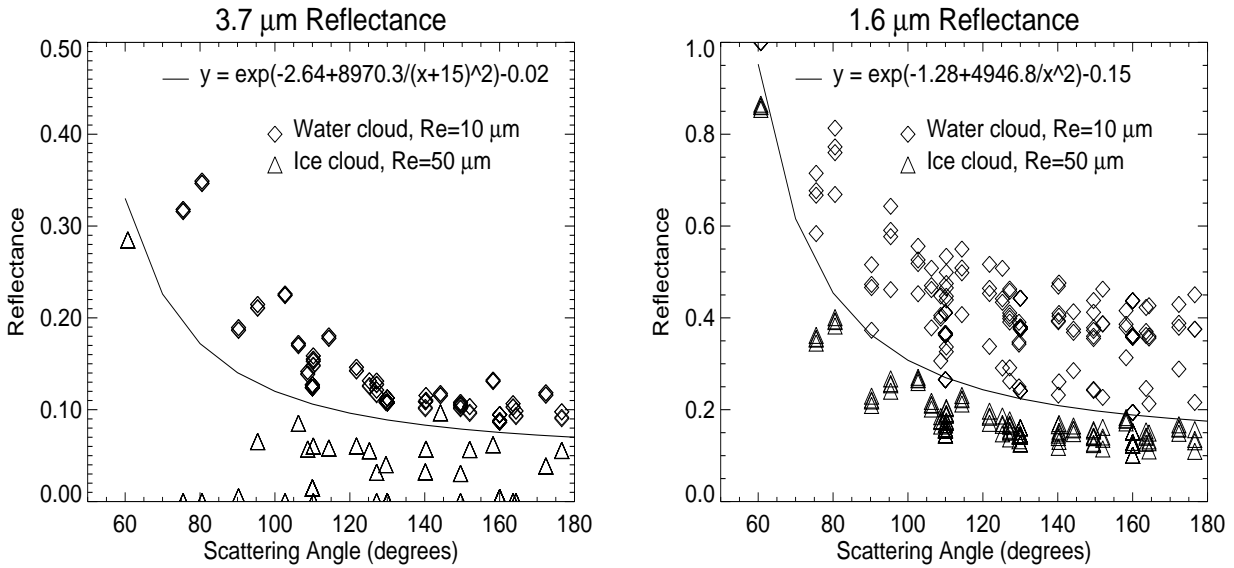 3.7 μm Reflectance
0.50
0.40
0.30
0.20
0.10
0.00
Reflectance
y = exp(-2.64+8970.3/(x+15)^2)-0.02
Water cloud, Re=10 μm
Ice cloud, Re=50 μm
60 80 100 120 140 160 180
Scattering Angle (degrees)
1.6 μm Reflectance
1.0
0.8
0.6
0.4
0.2
0.0
Reflectance
y = exp(-1.28+4946.8/x^2)-0.15
Water cloud, Re=10 μm
Ice cloud, Re=50 μm
60 80 100 120 140 160 180
Scattering Angle (degrees)